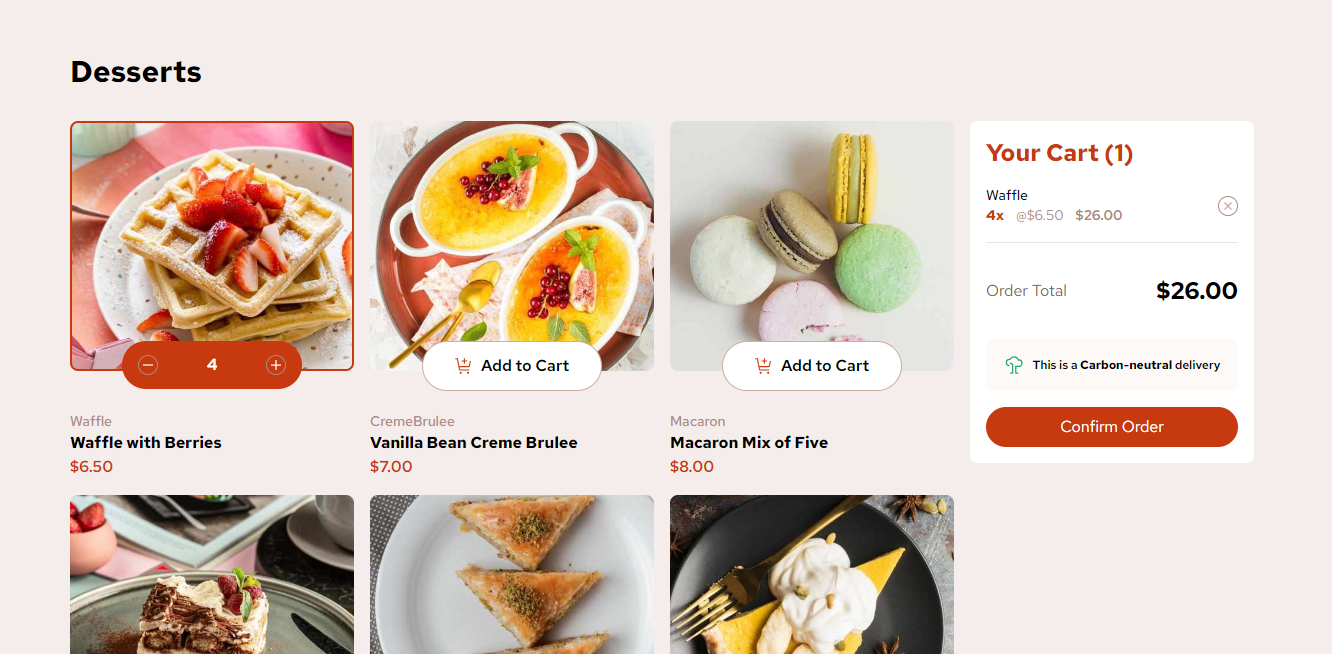 Desserts
4
Add to Cart
Add to Cart
Waffle
Waffle with Berries
$6.50
CremeBrulee
Vanilla Bean Creme Brulee
$7.00
Macaron
Macaron Mix of Five
$8.00
Your Cart (1)
Waffle
4x @$6.50 $26.00
Order Total $26.00
This is a Carbon-neutral delivery
Confirm Order